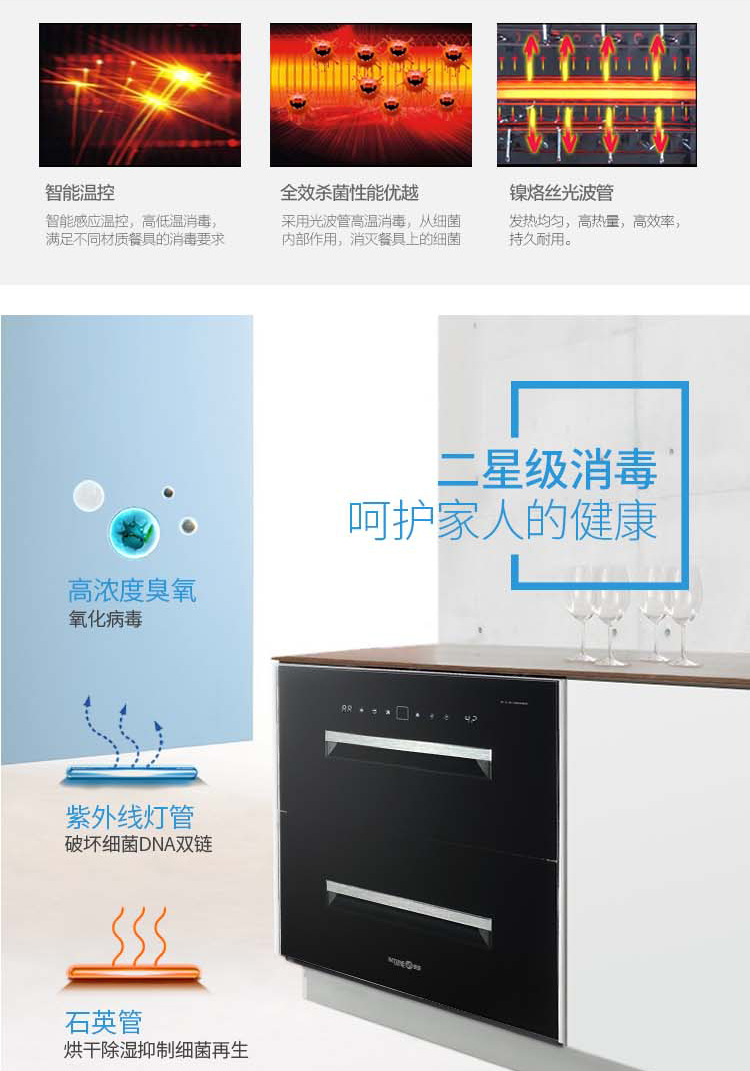 智能温控
智能感应温控，高低温消毒，
满足不同材质餐具的消毒要求
全效杀菌性能优越
采用光波管高温消毒，从细菌
内部作用，消灭餐具上的细菌
镍烙丝光波管
发热均匀，高热量，高效率，
持久耐用。
二星级消毒
呵护家人的健康
高浓度臭氧
氧化病毒
紫外线灯管
破坏细菌DNA双链
石英管
烘干除湿抑制细菌再生